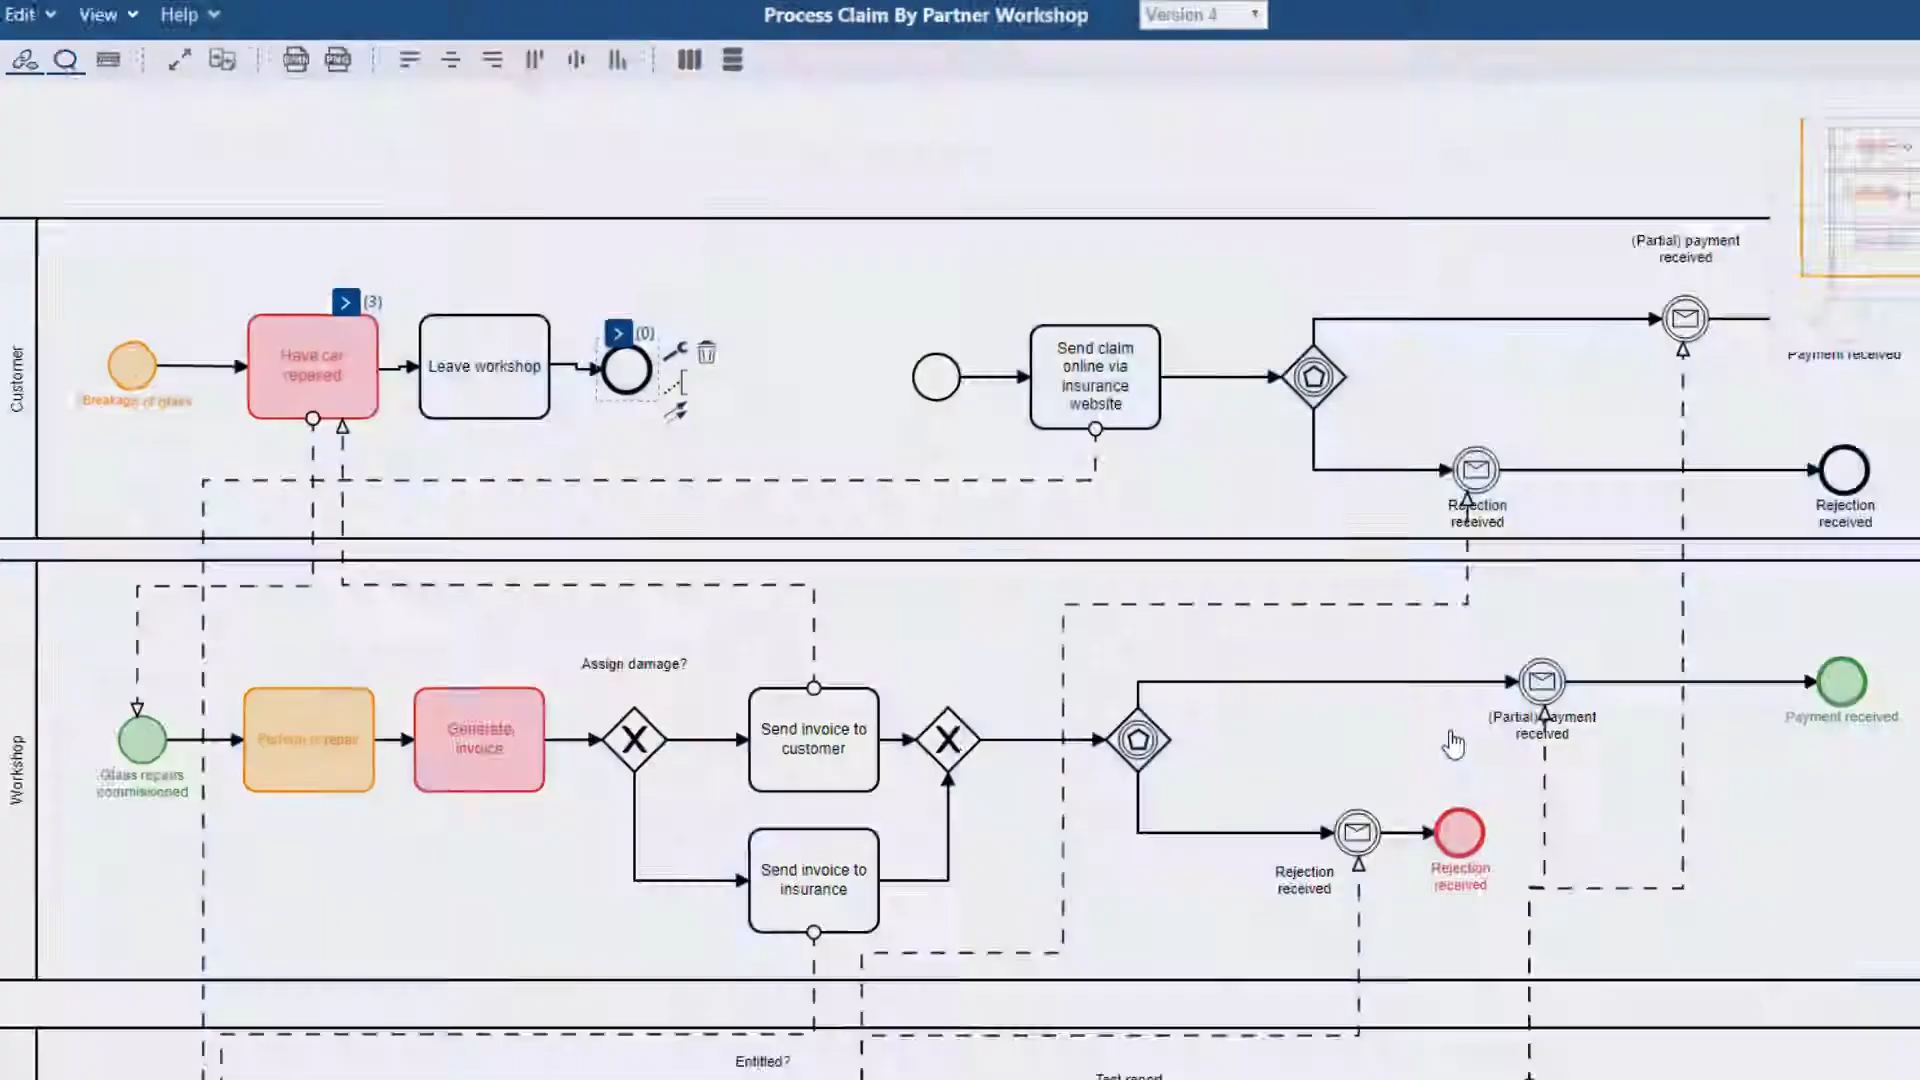 Edit
View
Help
Process Claim By Partner Workshop
Version 4
(Partial) payment
received
(3)
(0)
Have car
repaired
Leave workshop
Breakage of glass
Send claim
online via
insurance
website
Payment received
Customer
Rejection
received
Rejection
received
Assign damage?
Send invoice to
customer
Perform repair
Generate
invoice
(Partial) payment
received
Payment received
Glass repairs
commisioned
Workshop
Send invoice to
insurance
Rejection
received
Rejection
received
Entitled?
Test report